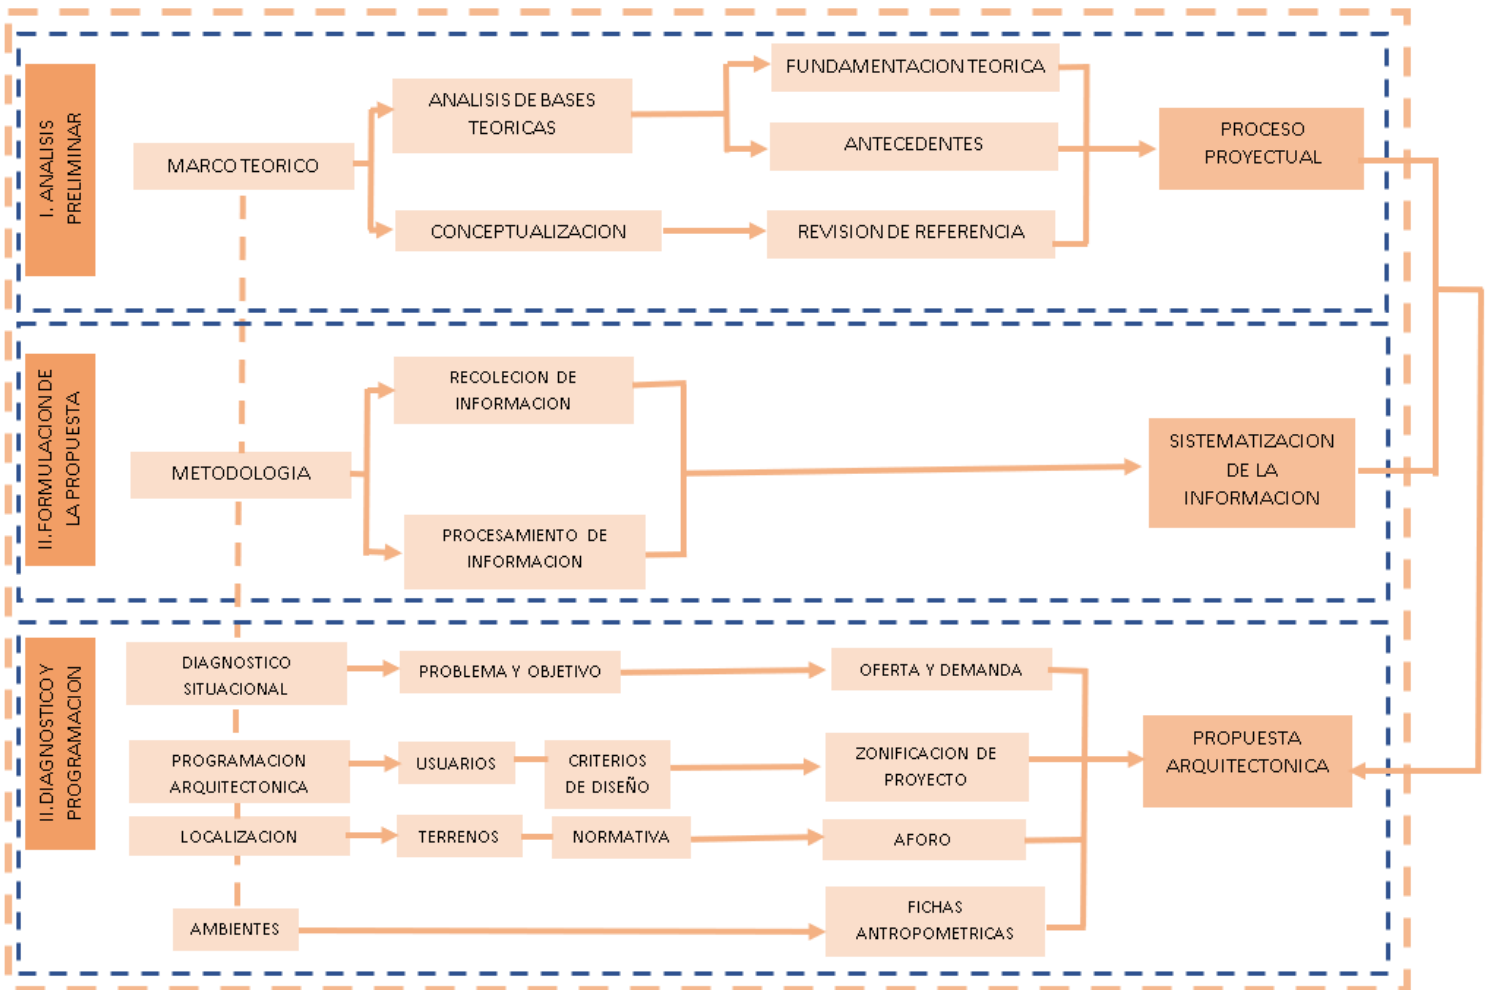 I. ANALISIS
PRELIMINAR
MARCO TEORICO
ANALISIS DE BASES
TEORICAS
CONCEPTUALIZACION
FUNDAMENTACION TEORICA
ANTECEDENTES
REVISION DE REFERENCIA
PROCESO
PROYECTUAL
II.FORMULACION DE
LA PROPUESTA
METODOLOGIA
RECOLECION DE
INFORMACION
PROCESAMIENTO DE
INFORMACION
SISTEMATIZACION
DE LA
INFORMACION
II.DIAGNOSTICO Y
PROGRAMACION
DIAGNOSTICO
SITUACIONAL
PROBLEMA Y OBJETIVO
OFERTA Y DEMANDA
PROGRAMACION
ARQUITECTONICA
USUARIOS
CRITERIOS
DE DISEÑO
ZONIFICACION DE
PROYECTO
LOCALIZACION
TERRENOS
NORMATIVA
AFORO
AMBIENTES
FICHAS
ANTROPOMETRICAS
PROPUESTA
ARQUITECTONICA